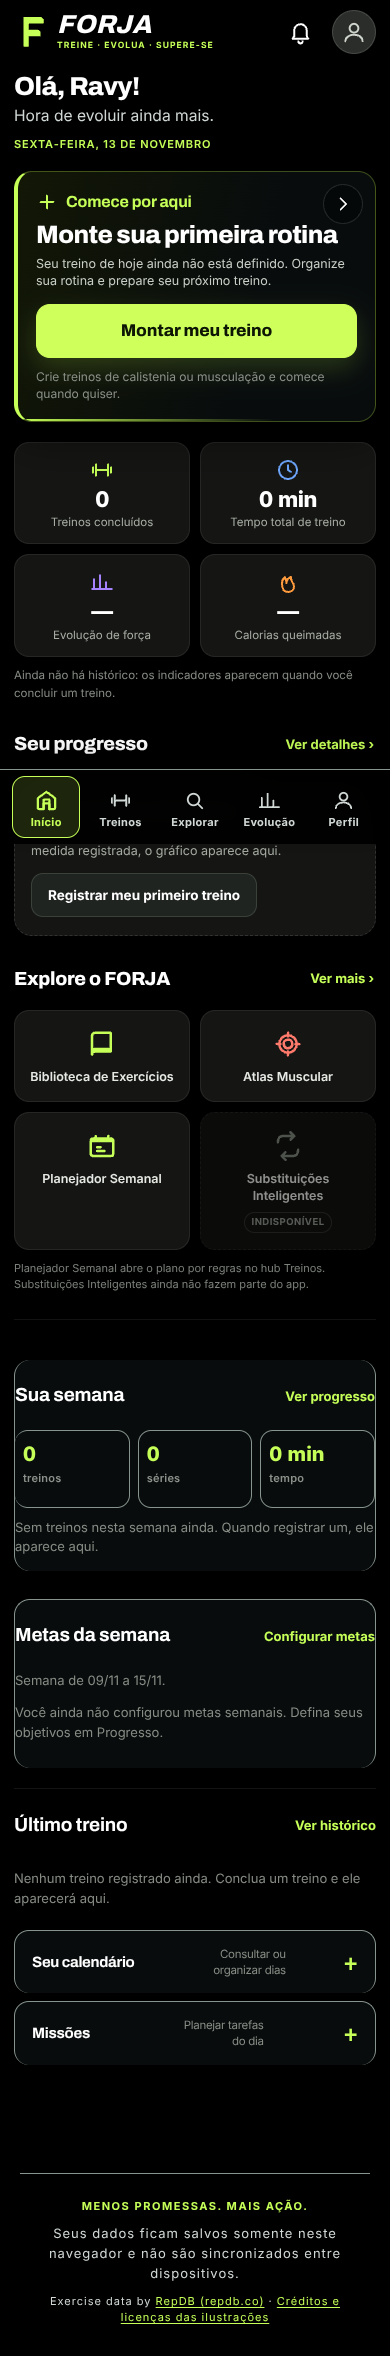 FORJA
TREINE · EVOLUA · SUPERE-SE
Olá, Ravy!
Hora de evoluir ainda mais.
SEXTA-FEIRA, 13 DE NOVEMBRO
Comece por aqui
Monte sua primeira rotina
Seu treino de hoje ainda não está definido. Organize
sua rotina e prepare seu próximo treino.
Montar meu treino
Crie treinos de calistenia ou musculação e comece
quando quiser.
0
Treinos concluídos
0 min
Tempo total de treino
—
Evolução de força
—
Calorias queimadas
Ainda não há histórico: os indicadores aparecem quando você
concluir um treino.
Seu progresso
Ver detalhes ›
Início
Treinos
Explorar
Evolução
Perfil
medida registrada, o gráfico aparece aqui.
Registrar meu primeiro treino
Explore o FORJA
Ver mais ›
Biblioteca de Exercícios
Atlas Muscular
Planejador Semanal
Substituições
Inteligentes
INDISPONÍVEL
Planejador Semanal abre o plano por regras no hub Treinos.
Substituições Inteligentes ainda não fazem parte do app.
Sua semana
Ver progresso
0
treinos
0
séries
0 min
tempo
Sem treinos nesta semana ainda. Quando registrar um, ele
aparece aqui.
Metas da semana
Configurar metas
Semana de 09/11 a 15/11.
Você ainda não configurou metas semanais. Defina seus
objetivos em Progresso.
Último treino
Ver histórico
Nenhum treino registrado ainda. Conclua um treino e ele
aparecerá aqui.
Seu calendário
Consultar ou
organizar dias
+
Missões
Planejar tarefas
do dia
+
MENOS PROMESSAS. MAIS AÇÃO.
Seus dados ficam salvos somente neste
navegador e não são sincronizados entre
dispositivos.
Exercise data by RepDB (repdb.co) · Créditos e
licenças das ilustrações